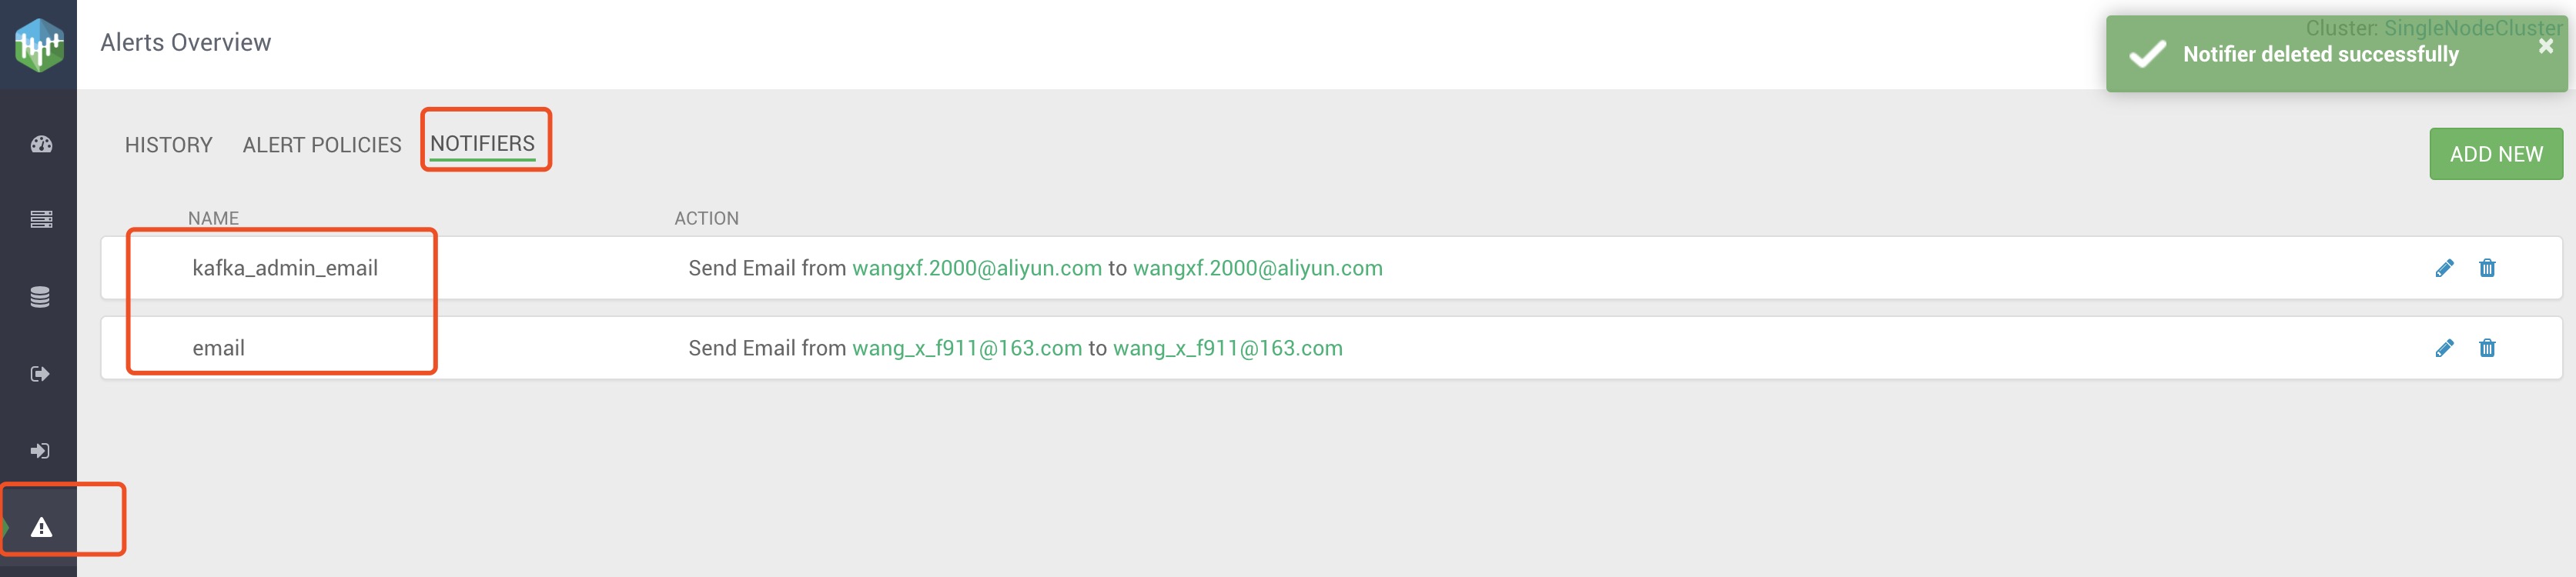 Alerts Overview
Cluster: SingleNodeCluster
Notifier deleted successfully
HISTORY ALERT POLICIES NOTIFIERS
ADD NEW
NAME ACTION
kafka_admin_email Send Email from wangxf.2000@aliyun.com to wangxf.2000@aliyun.com
email Send Email from wang_x_f911@163.com to wang_x_f911@163.com